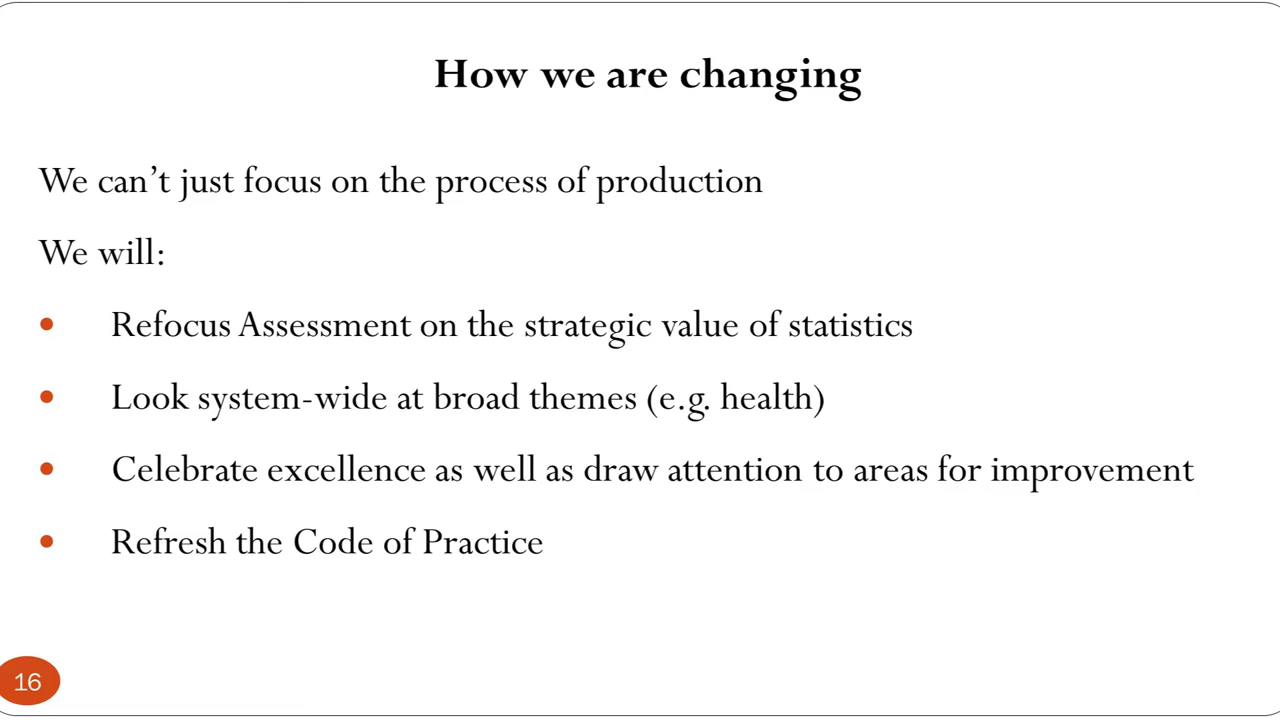 How we are changing
We can’t just focus on the process of production
We will:
• Refocus Assessment on the strategic value of statistics
• Look system-wide at broad themes (e.g. health)
• Celebrate excellence as well as draw attention to areas for improvement
• Refresh the Code of Practice
16